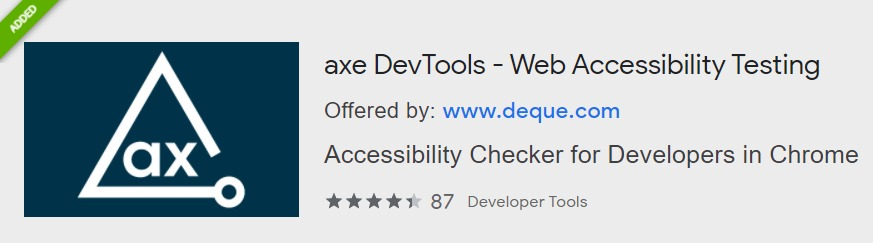 ADDED
ax
axe DevTools - Web Accessibility Testing
Offered by: www.deque.com
Accessibility Checker for Developers in Chrome
87 Developer Tools